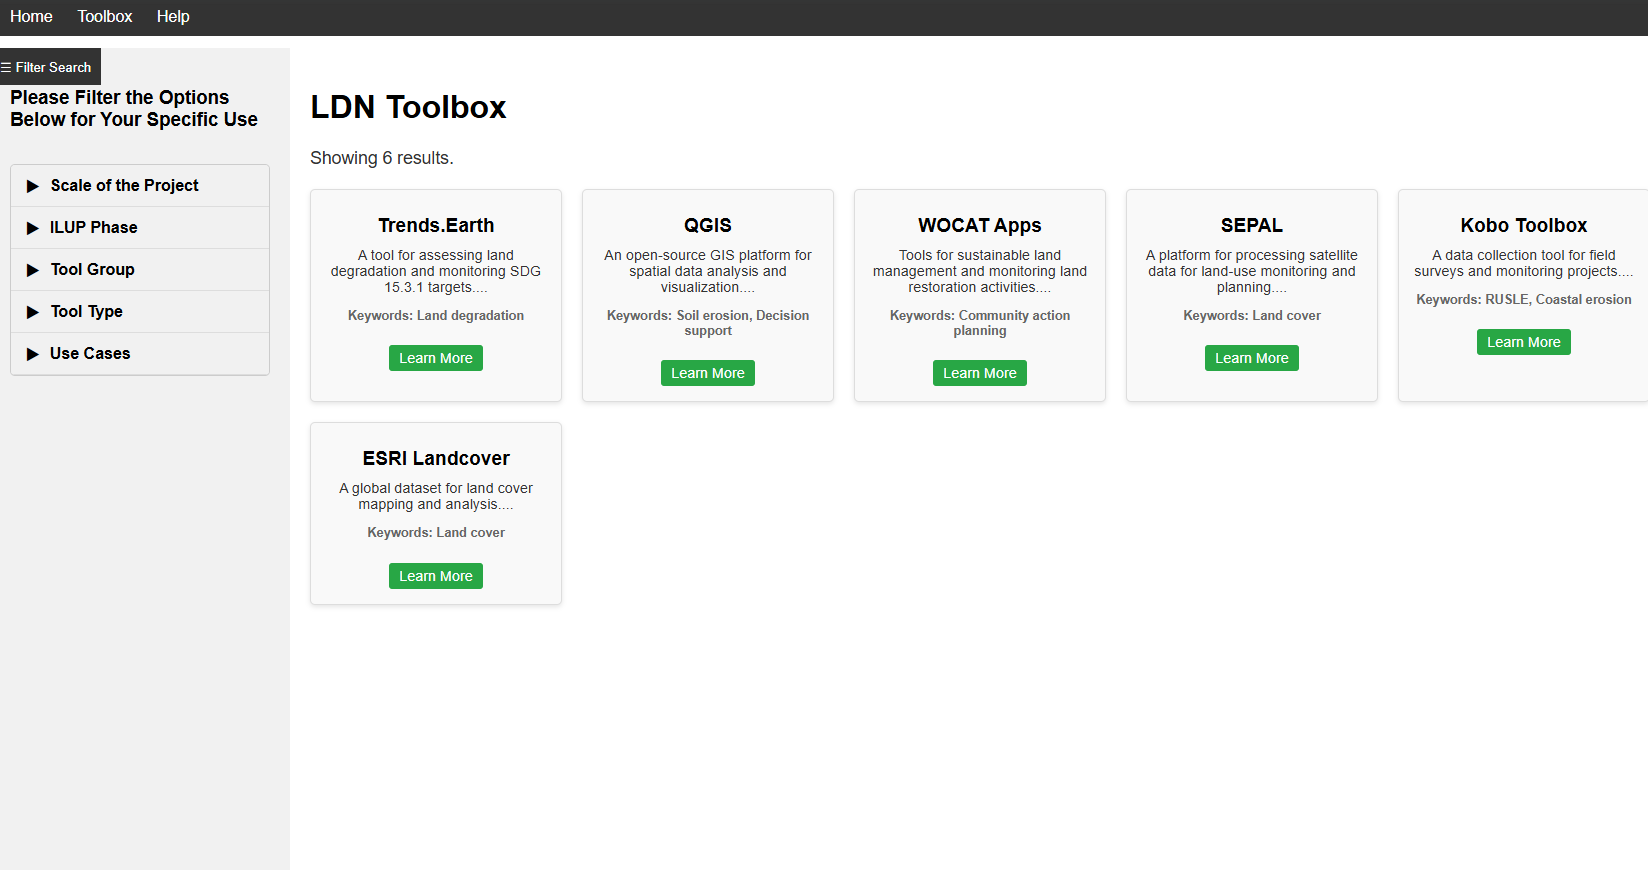 Home Toolbox Help
☰ Filter Search
Please Filter the Options
Below for Your Specific Use
▶ Scale of the Project
▶ ILUP Phase
▶ Tool Group
▶ Tool Type
▶ Use Cases
LDN Toolbox
Showing 6 results.
Trends.Earth
A tool for assessing land
degradation and monitoring SDG
15.3.1 targets....
Keywords: Land degradation
Learn More
QGIS
An open-source GIS platform for
spatial data analysis and
visualization....
Keywords: Soil erosion, Decision
support
Learn More
WOCAT Apps
Tools for sustainable land
management and monitoring land
restoration activities....
Keywords: Community action
planning
Learn More
SEPAL
A platform for processing satellite
data for land-use monitoring and
planning....
Keywords: Land cover
Learn More
Kobo Toolbox
A data collection tool for field
surveys and monitoring projects....
Keywords: RUSLE, Coastal erosion
Learn More
ESRI Landcover
A global dataset for land cover
mapping and analysis....
Keywords: Land cover
Learn More